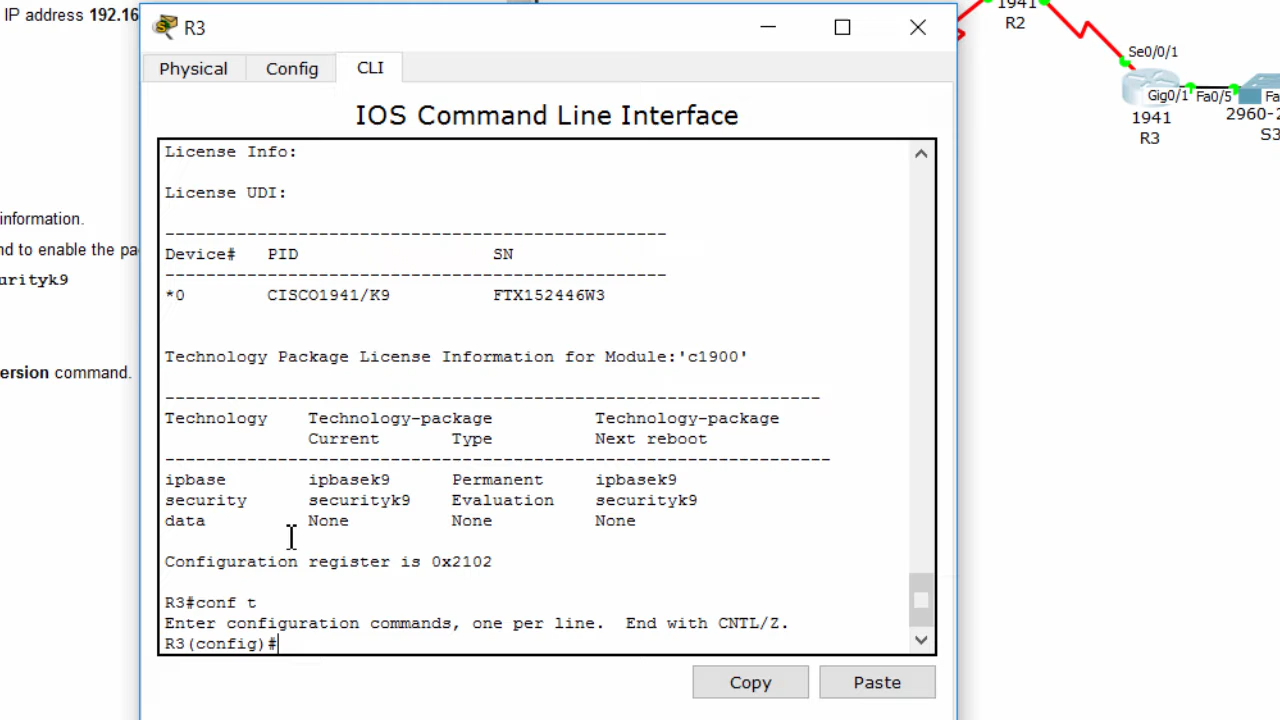 IP address 192.16
information.
nd to enable the pa
urityk9
ersion command.
R3
Physical
Config
CLI
IOS Command Line Interface
License Info:
License UDI:
-------------------------------------------------
Device#   PID                   SN
-------------------------------------------------
*0        CISCO1941/K9          FTX152446W3
Technology Package License Information for Module:'c1900'
----------------------------------------------------------------
Technology    Technology-package          Technology-package
              Current       Type          Next reboot
-----------------------------------------------------------------
ipbase        ipbasek9      Permanent     ipbasek9
security      securityk9    Evaluation    securityk9
data          None          None          None
Configuration register is 0x2102
R3#conf t
Enter configuration commands, one per line.  End with CNTL/Z.
R3(config)#
Copy
Paste
1941
R2
Se0/0/1
Gig0/1
Fa0/5
Fa
1941
R3
2960-2
S3